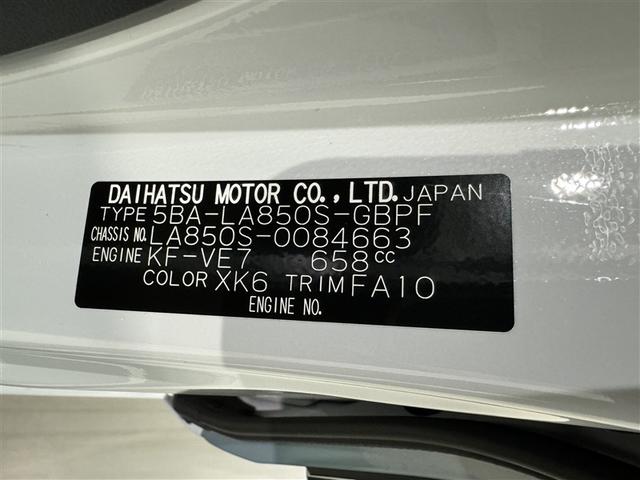 DAIHATSU MOTOR CO., LTD. JAPAN
TYPE 5BA-LA850S-GBPF
CHASSIS NO. LA850S-0084663
ENGINE KF-VE7 658CC
COLOR XK6 TRIM FA10
ENGINE NO.